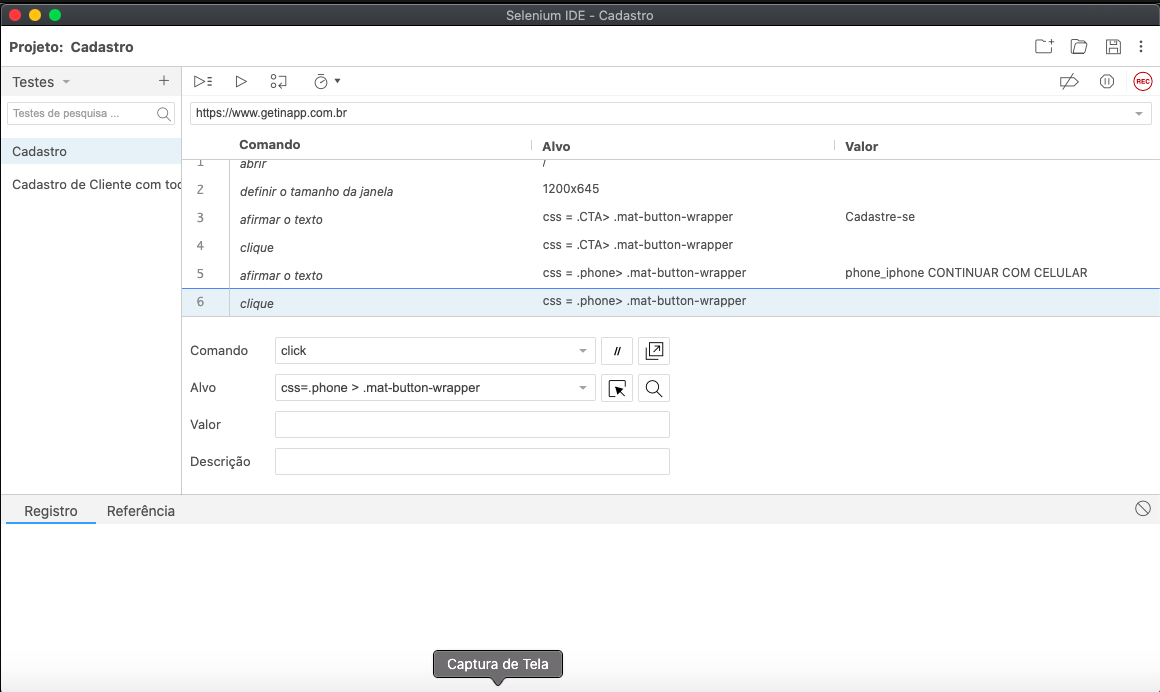 Selenium IDE - Cadastro
Projeto: Cadastro
Testes
REC
Testes de pesquisa ...
https://www.getinapp.com.br
Cadastro
Cadastro de Cliente com toc
Comando Alvo Valor
1 abrir /
2 definir o tamanho da janela 1200x645
3 afirmar o texto css = .CTA> .mat-button-wrapper Cadastre-se
4 clique css = .CTA> .mat-button-wrapper
5 afirmar o texto css = .phone> .mat-button-wrapper phone_iphone CONTINUAR COM CELULAR
6 clique css = .phone> .mat-button-wrapper
Comando click //
Alvo css=.phone > .mat-button-wrapper
Valor
Descrição
Registro Referência
Captura de Tela